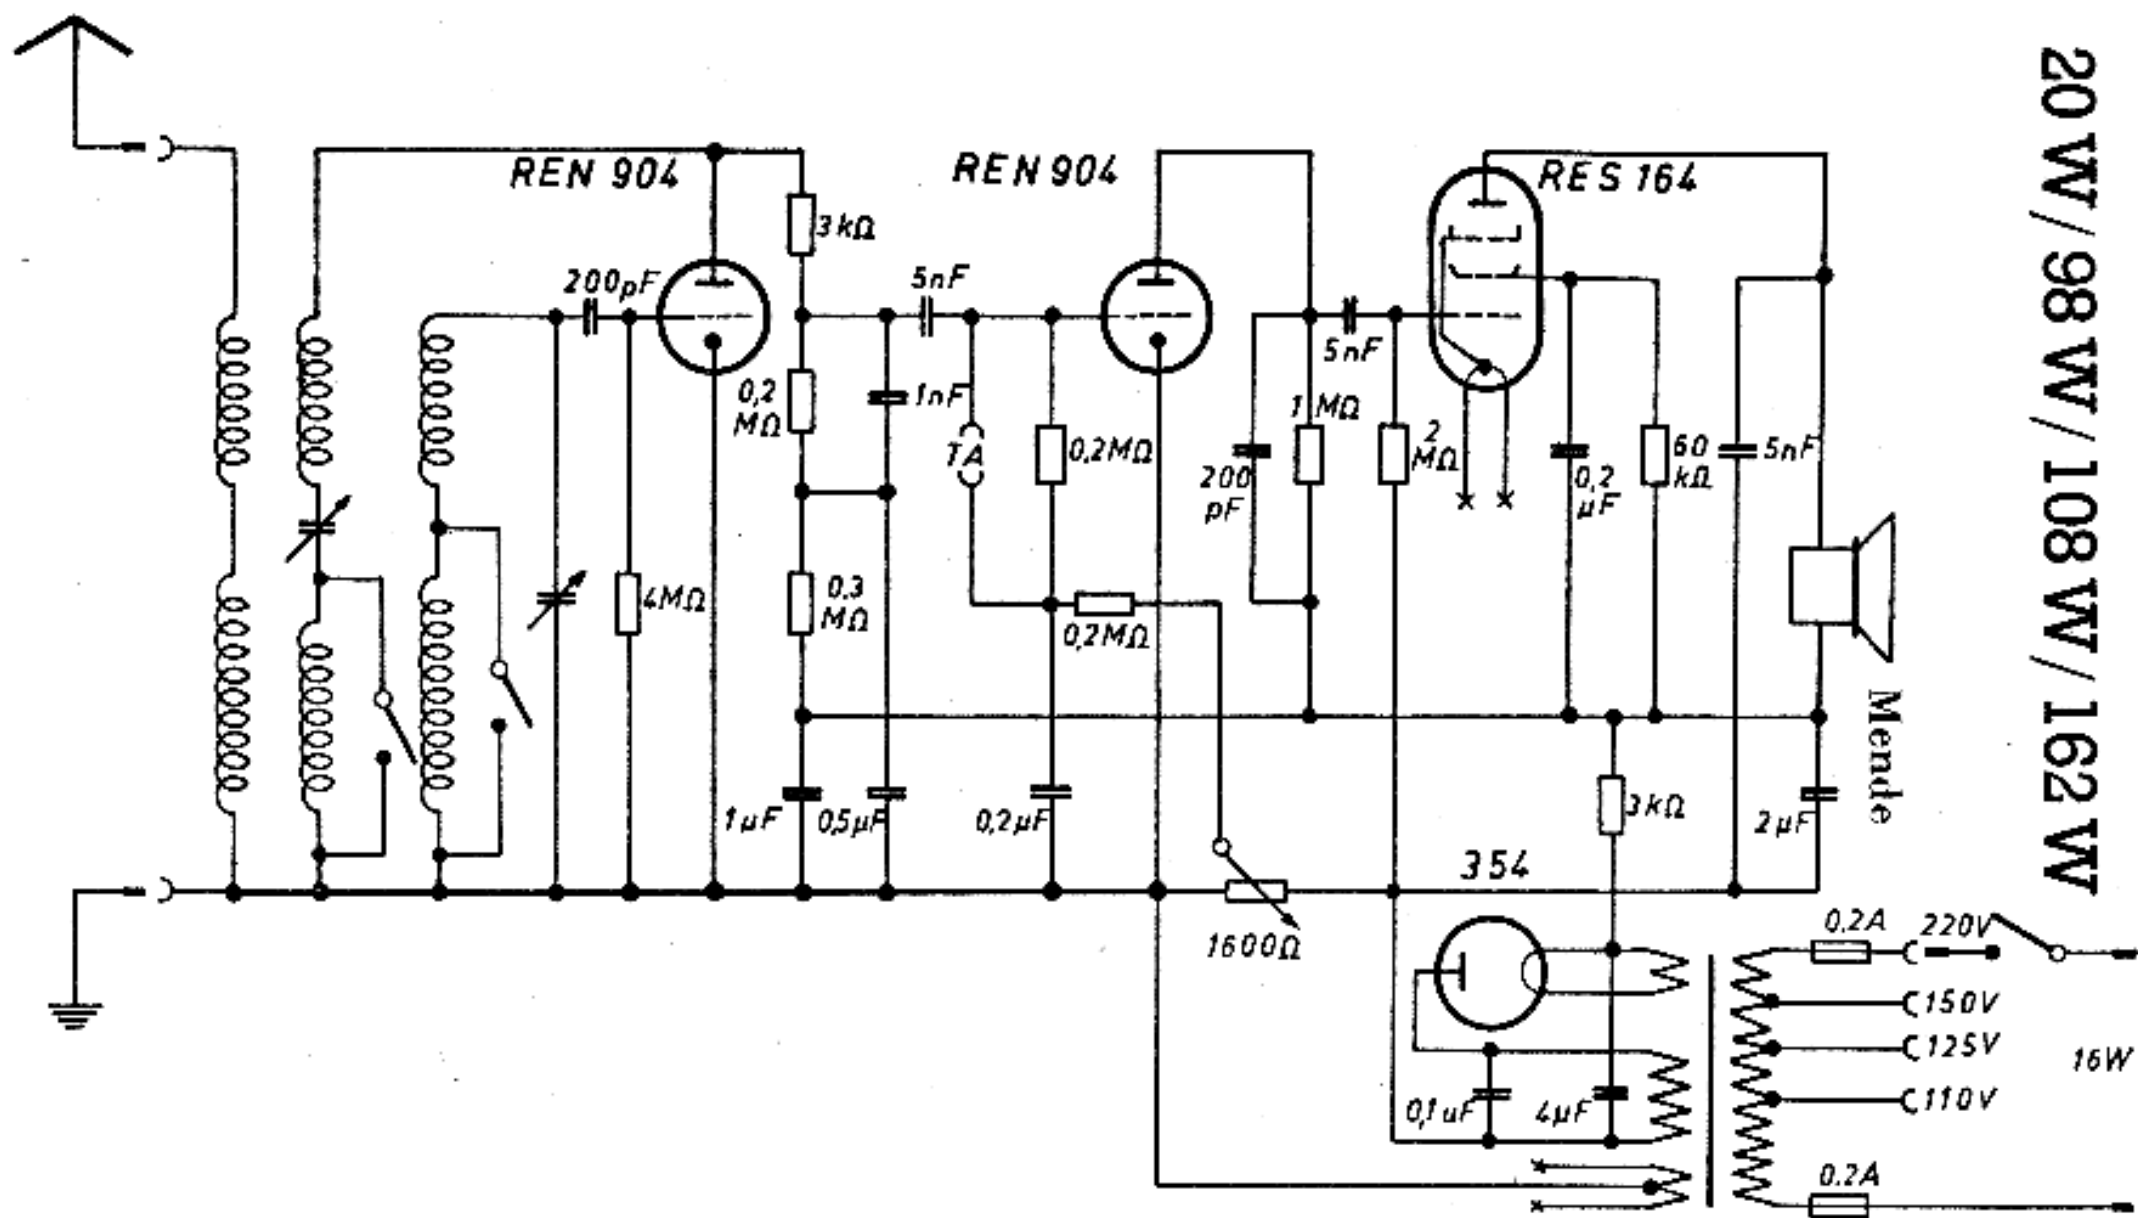 REN 904
REN 904
RES 164
3kΩ
200pF
5nF
5nF
0,2
MΩ
1nF
1 MΩ
TA
0,2MΩ
200
pF
2
MΩ
0,2
µF
60
kΩ
5nF
4MΩ
0,3
MΩ
0,2MΩ
1µF
0,5µF
0,2µF
3kΩ
2µF
354
1600Ω
0,1uF
4µF
0,2A
220V
150V
125V
110V
16W
0.2A
Mende
20 W/98 W/108 W/162 W